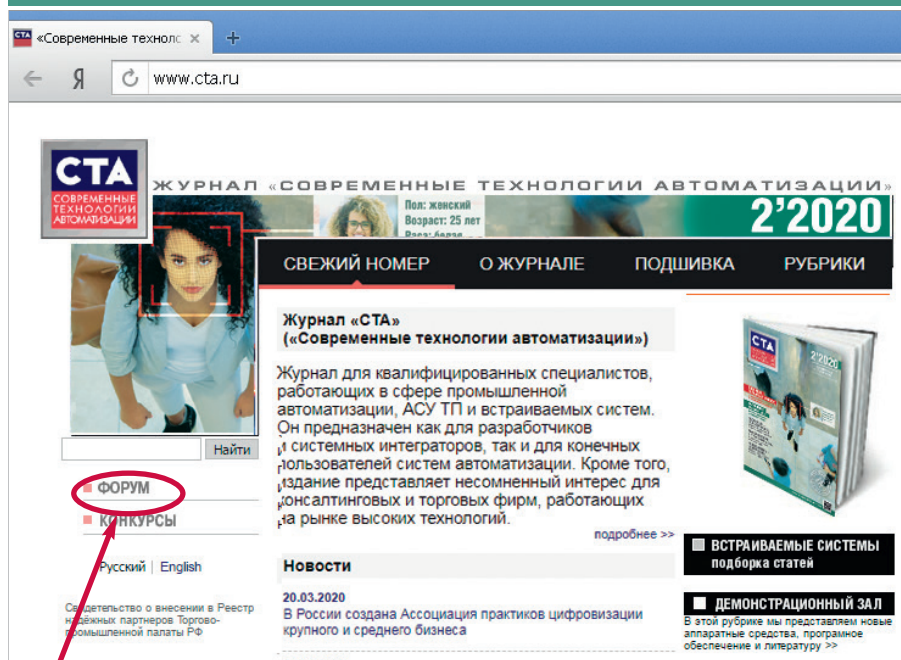 «Современные технолс
www.cta.ru
СТА
СОВРЕМЕННЫЕ
ТЕХНОЛОГИИ
АВТОМАТИЗАЦИИ
ЖУРНАЛ «СОВРЕМЕННЫЕ ТЕХНОЛОГИИ АВТОМАТИЗАЦИИ»
Пол: женский
Возраст: 25 лет
Раса: белая
2'2020
СВЕЖИЙ НОМЕР О ЖУРНАЛЕ ПОДШИВКА РУБРИКИ
Журнал «СТА»
(«Современные технологии автоматизации»)
Журнал для квалифицированных специалистов,
работающих в сфере промышленной
автоматизации, АСУ ТП и встраиваемых систем.
Он предназначен как для разработчиков
и системных интеграторов, так и для конечных
пользователей систем автоматизации. Кроме того,
издание представляет несомненный интерес для
консалтинговых и торговых фирм, работающих
на рынке высоких технологий.
подробнее >>
Новости
20.03.2020
В России создана Ассоциация практиков цифровизации
крупного и среднего бизнеса
Найти
ФОРУМ
КОНКУРСЫ
Русский | English
Свидетельство о внесении в Реестр
надёжных партнеров Торгово-
промышленной палаты РФ
СТА
2'2020
ВСТРАИВАЕМЫЕ СИСТЕМЫ
подборка статей
ДЕМОНСТРАЦИОННЫЙ ЗАЛ
В этой рубрике мы представляем новые
аппаратные средства, програмное
обеспечение и литературу >>